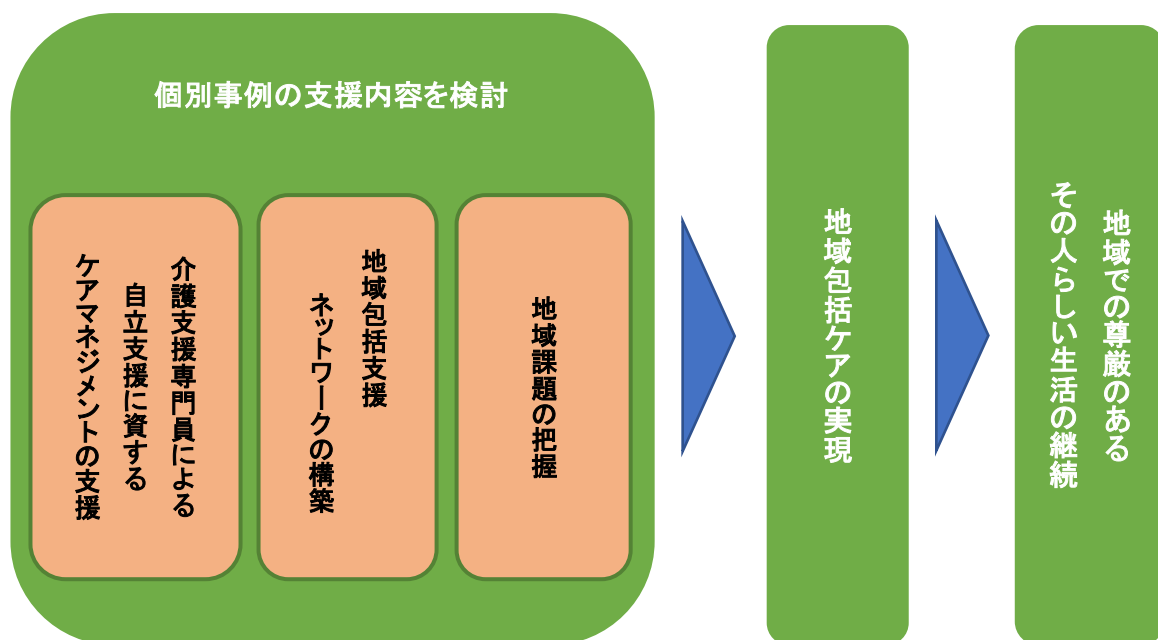 個別事例の支援内容を検討
介護支援専門員による
自立支援に資する
ケアマネジメントの支援
地域包括支援
ネットワークの構築
地域課題の把握
地域包括ケアの実現
地域での尊厳のある
その人らしい生活の継続